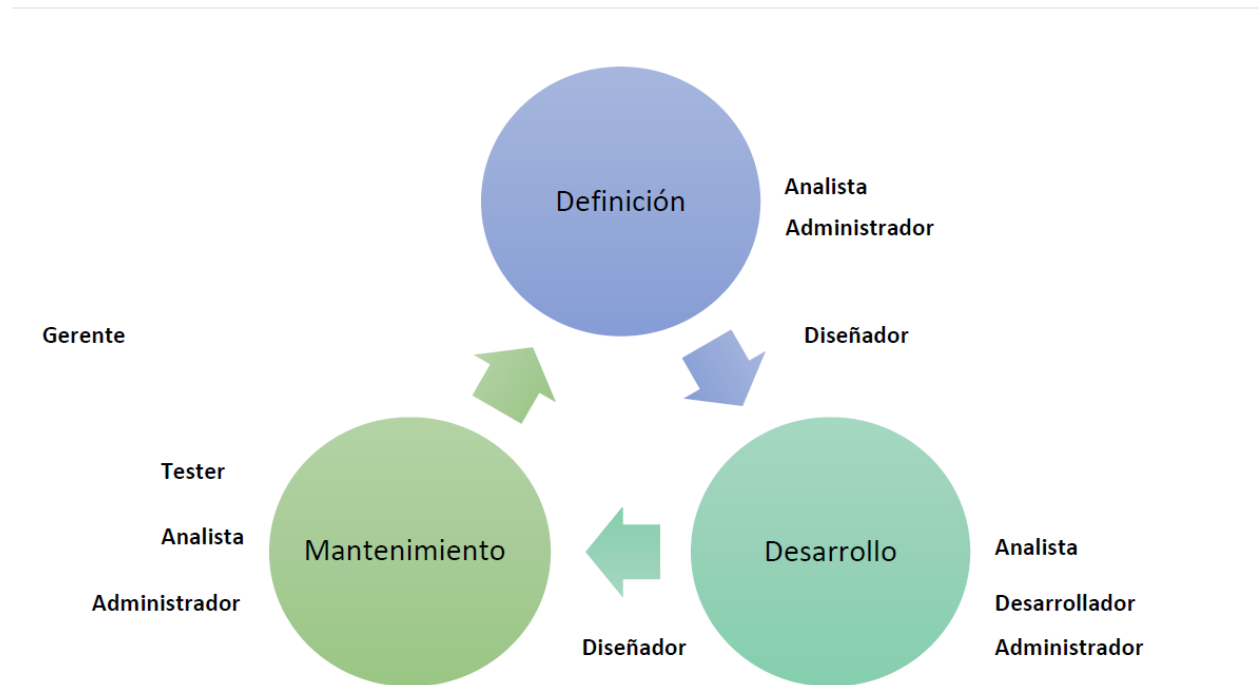 Definición
Analista
Administrador
Gerente
Diseñador
Tester
Analista
Administrador
Mantenimiento
Desarrollo
Analista
Desarrollador
Administrador
Diseñador